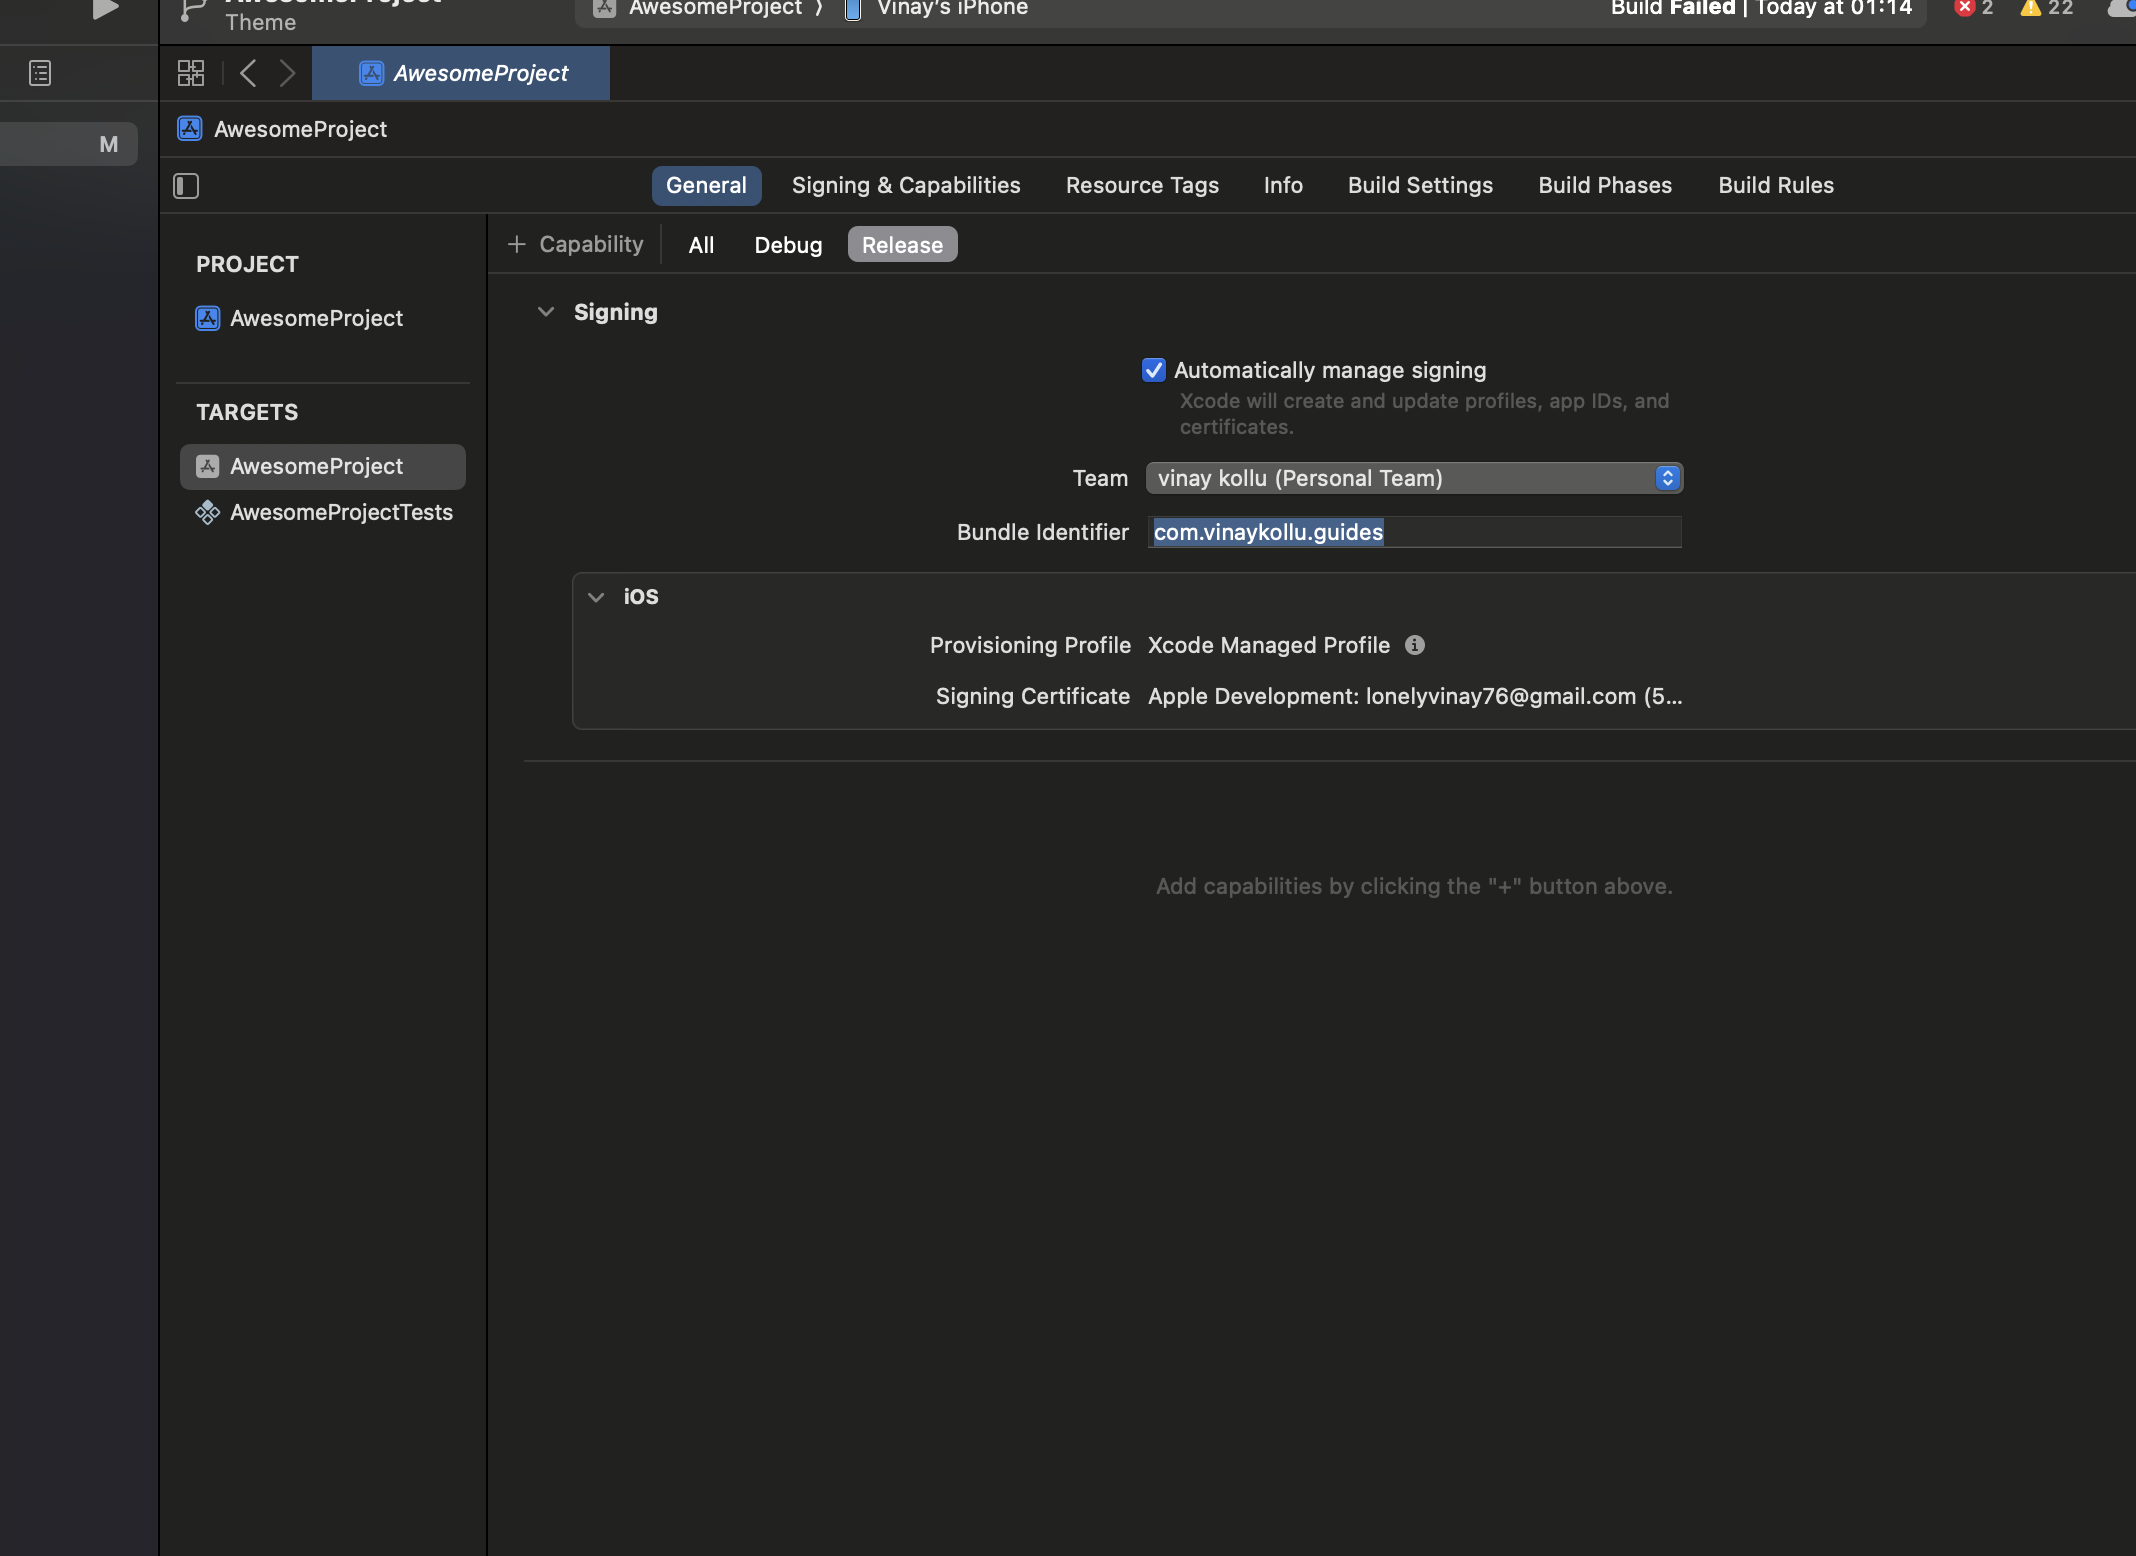 AwesomeProject
Theme
AwesomeProject
Vinay's iPhone
Build Failed | Today at 01:14
2
22
AwesomeProject
M
AwesomeProject
General
Signing & Capabilities
Resource Tags
Info
Build Settings
Build Phases
Build Rules
PROJECT
AwesomeProject
TARGETS
AwesomeProject
AwesomeProjectTests
+ Capability
All
Debug
Release
Signing
Automatically manage signing
Xcode will create and update profiles, app IDs, and
certificates.
Team vinay kollu (Personal Team)
Bundle Identifier com.vinaykollu.guides
iOS
Provisioning Profile Xcode Managed Profile
Signing Certificate Apple Development: lonelyvinay76@gmail.com (5...
Add capabilities by clicking the "+" button above.